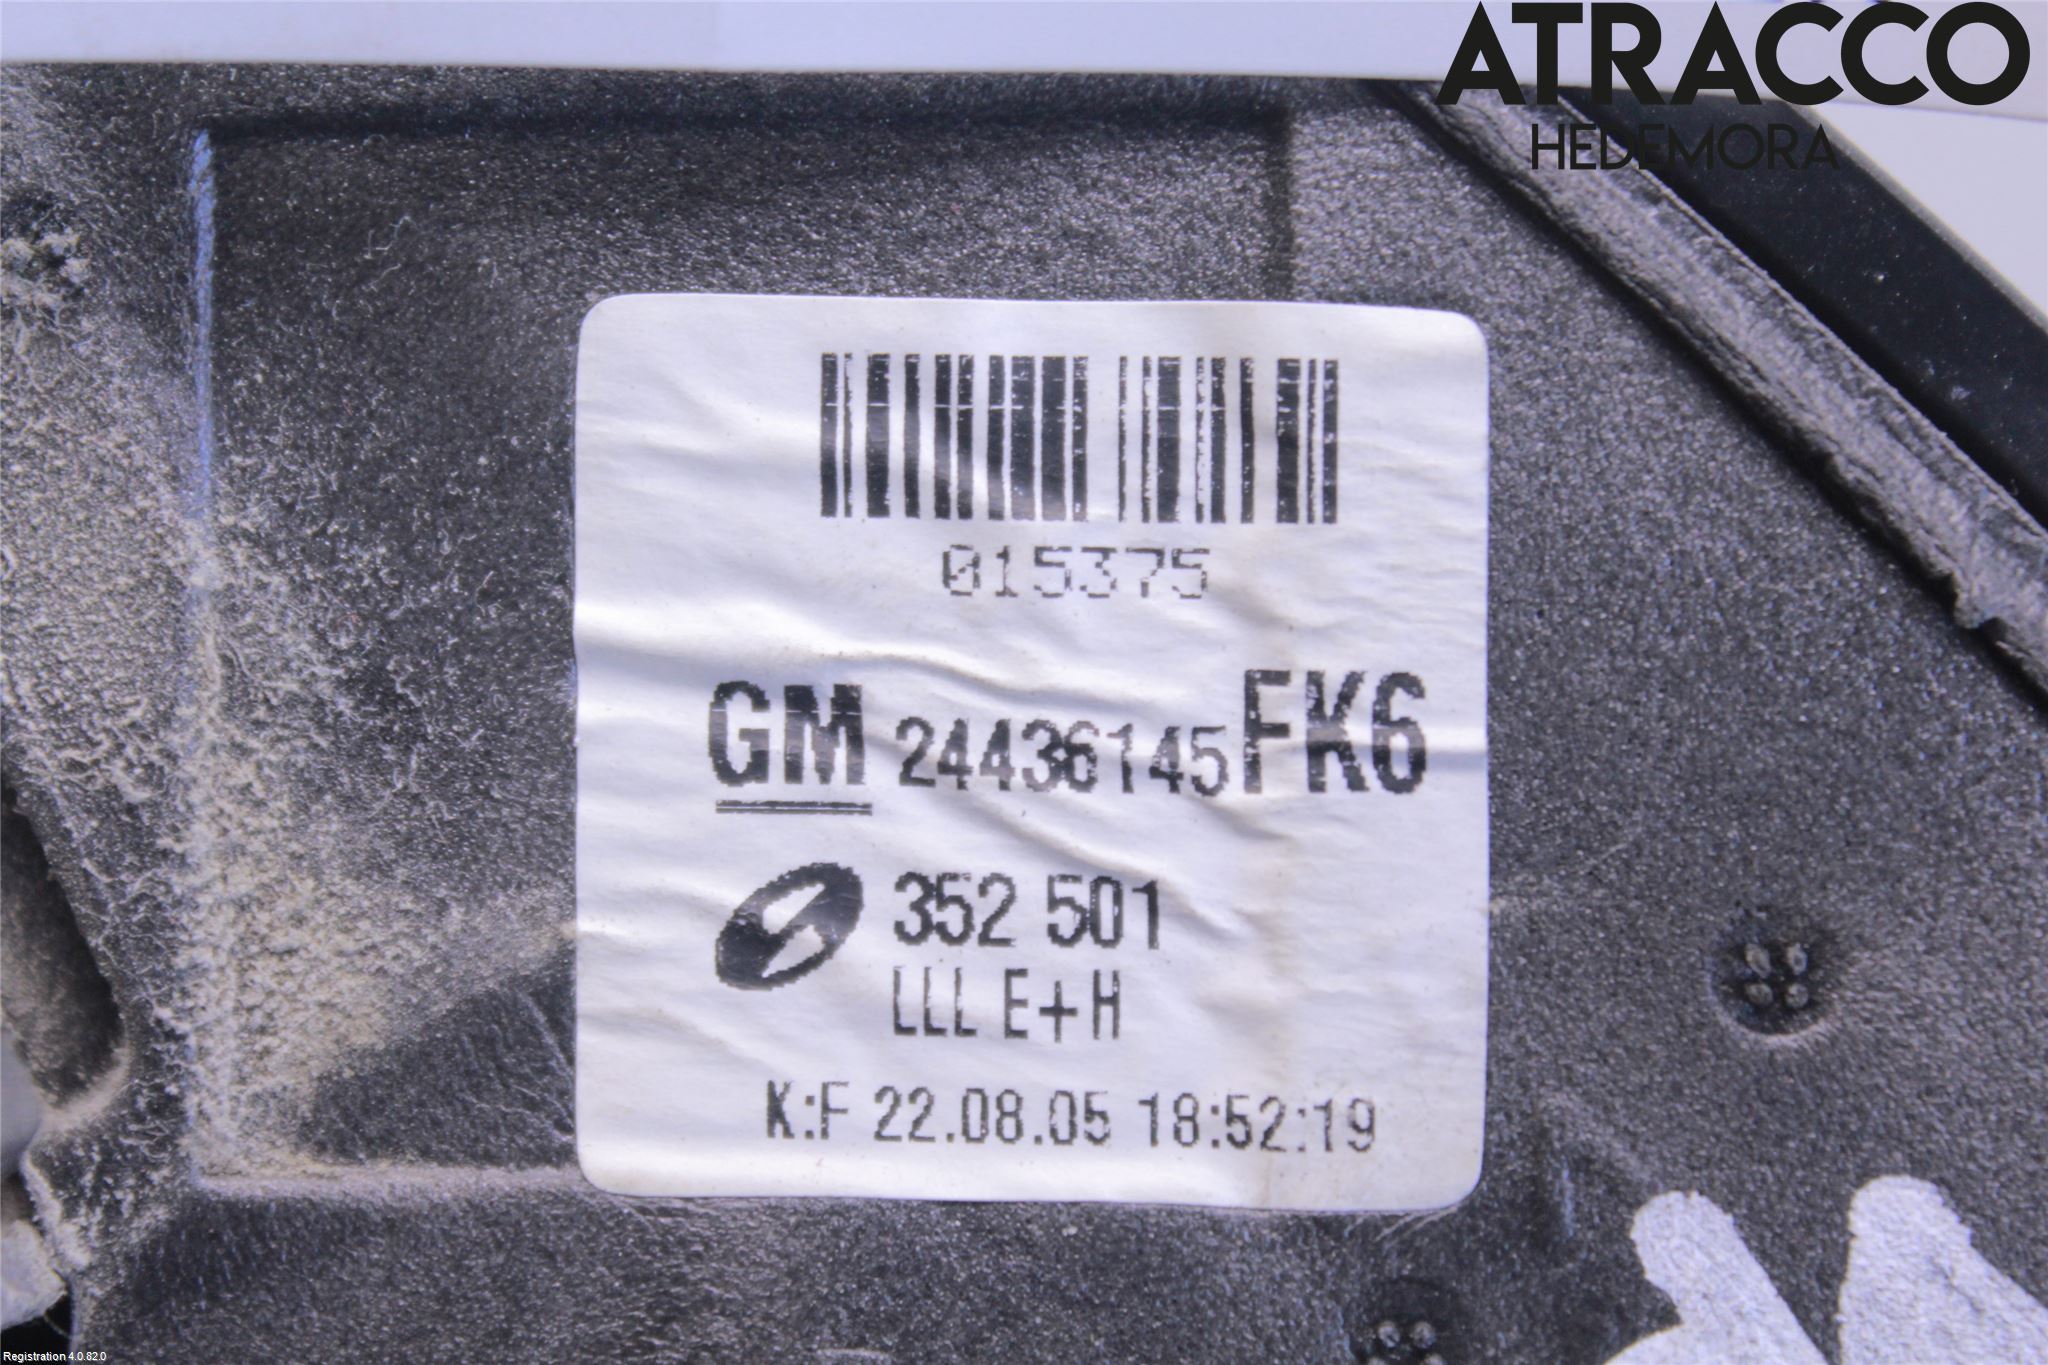 ATRACCO
HEDEMORA
015375
GM 24436145 FK6
352 501
LLL E+H
K:F 22.08.05 18:52:19
Registration 4.0.82.0